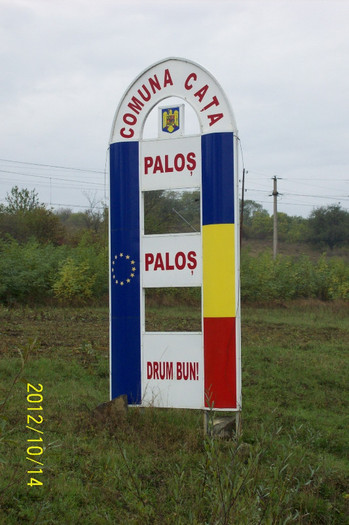 COMUNA CAȚA
PALOȘ
PALOȘ
DRUM BUN!
2012/10/14